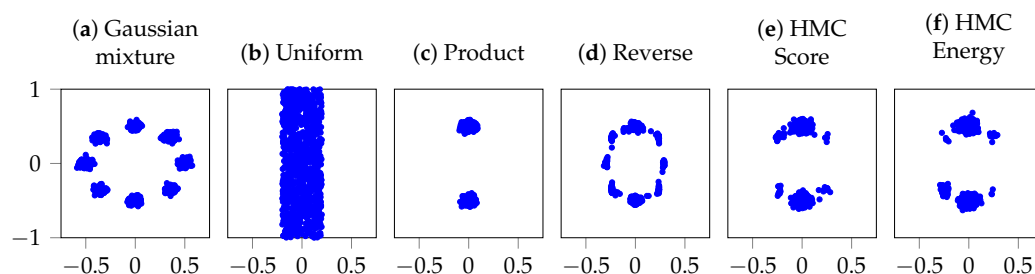 (a) Gaussian mixture
(b) Uniform
(c) Product
(d) Reverse
(e) HMC Score
(f) HMC Energy
1
0
−1
−0.5 0 0.5
−0.5 0 0.5
−0.5 0 0.5
−0.5 0 0.5
−0.5 0 0.5
−0.5 0 0.5